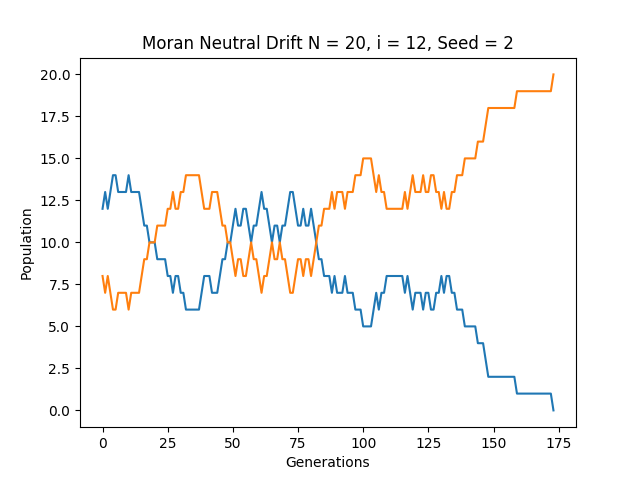 Moran Neutral Drift N = 20, i = 12, Seed = 2
20.0
17.5
15.0
12.5
10.0
7.5
5.0
2.5
0.0
Population
0 25 50 75 100 125 150 175
Generations